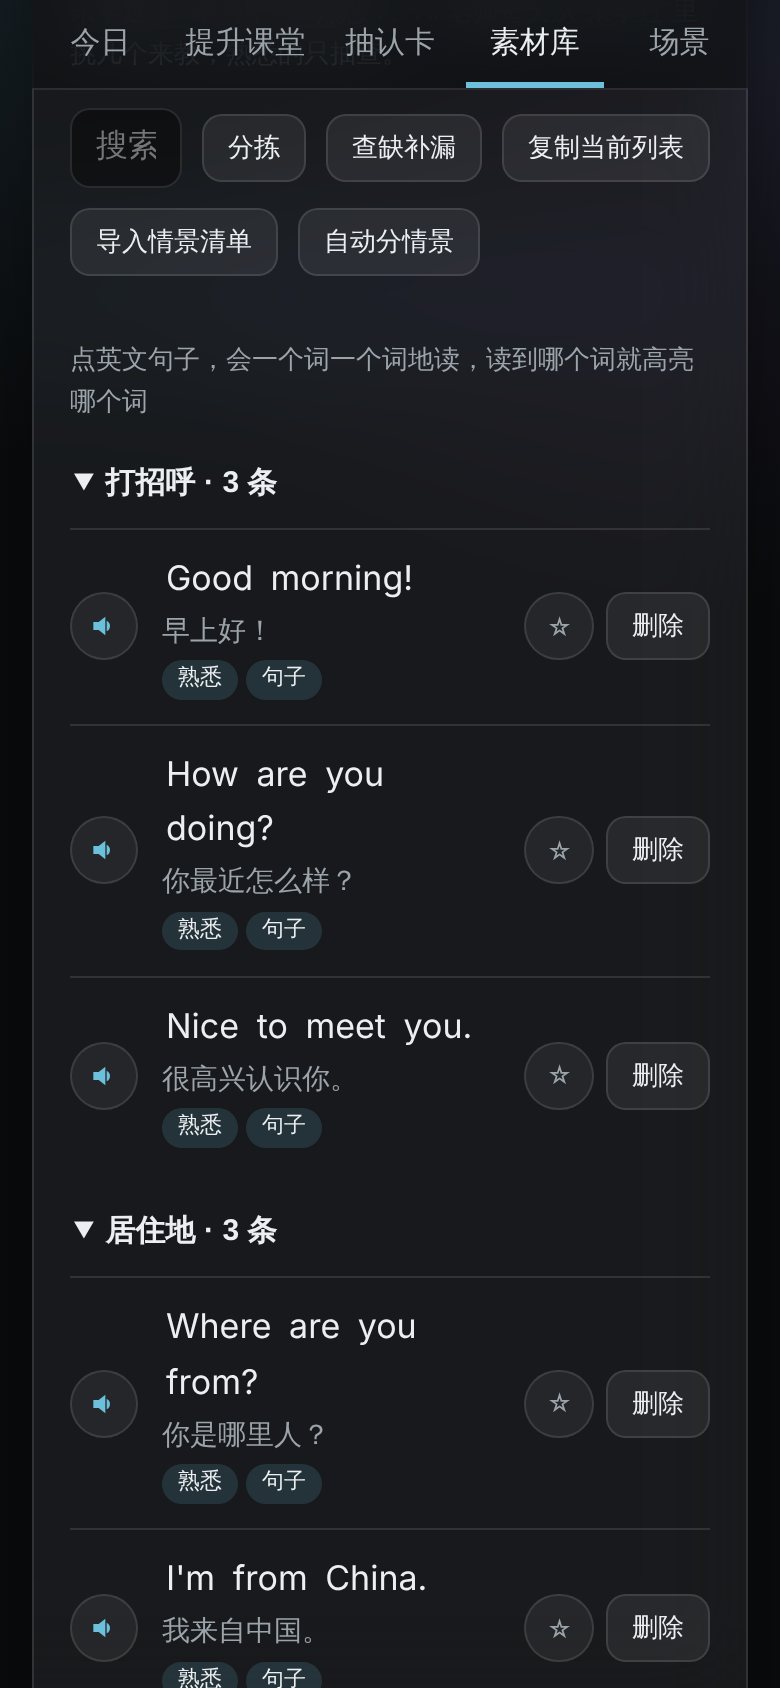 今日 提升课堂 抽认卡 素材库 场景
搜索 分拣 查缺补漏 复制当前列表
导入情景清单 自动分情景
点英文句子，会一个词一个词地读，读到哪个词就高亮
哪个词
▼ 打招呼 · 3 条
Good morning!
早上好！
熟悉 句子
☆ 删除
How are you
doing?
你最近怎么样？
熟悉 句子
☆ 删除
Nice to meet you.
很高兴认识你。
熟悉 句子
☆ 删除
▼ 居住地 · 3 条
Where are you
from?
你是哪里人？
熟悉 句子
☆ 删除
I'm from China.
我来自中国。
熟悉 句子
☆ 删除